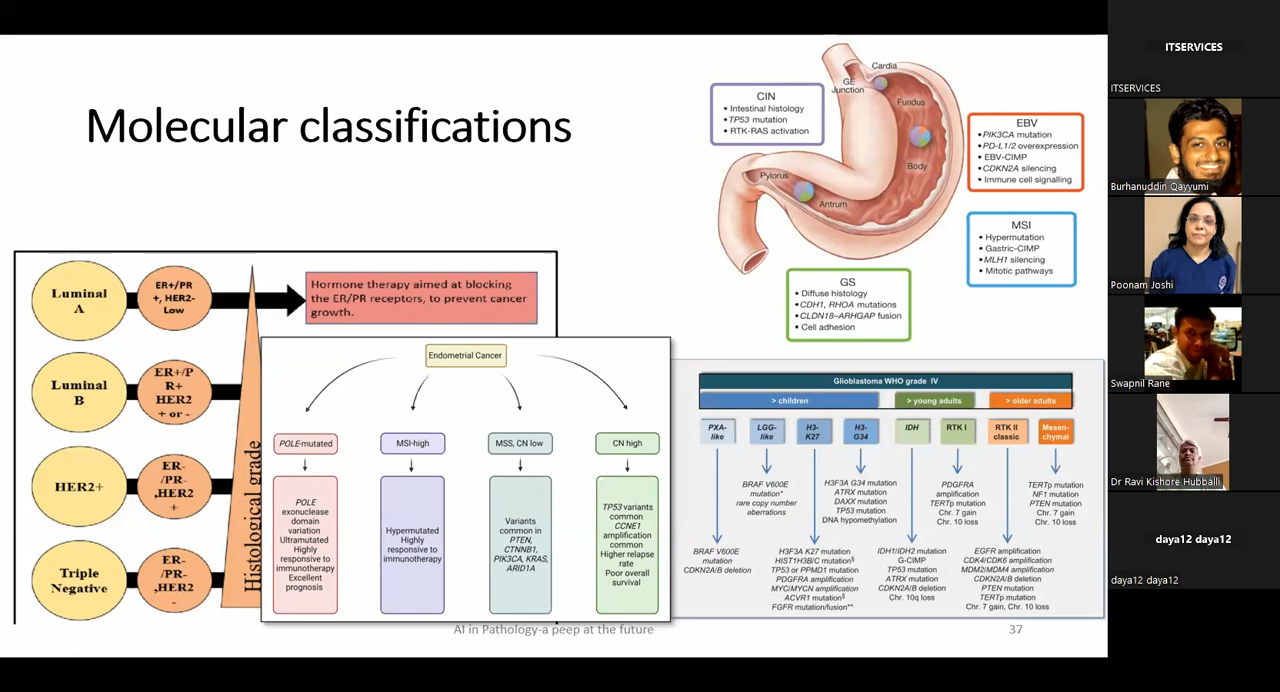 Molecular classifications
Cardia
GE
Junction
Fundus
Body
Pylorus
Antrum
CIN
• Intestinal histology
• TP53 mutation
• RTK-RAS activation
EBV
• PIK3CA mutation
• PD-L1/2 overexpression
• EBV-CIMP
• CDKN2A silencing
• Immune cell signalling
MSI
• Hypermutation
• Gastric-CIMP
• MLH1 silencing
• Mitotic pathways
GS
• Diffuse histology
• CDH1, RHOA mutations
• CLDN18–ARHGAP fusion
• Cell adhesion
Luminal
A
ER+/PR
+, HER2-
Low
Hormone therapy aimed at blocking
the ER/PR receptors, to prevent cancer
growth.
Luminal
B
ER+/P
R+
HER2
+ or -
HER2+
ER-
/PR-
,HER2
+
Triple
Negative
ER-
/PR-
,HER2
-
Histological grade
Endometrial Cancer
POLE-mutated
MSI-high
MSS, CN low
CN high
POLE
exonuclease
domain
variation
Ultramutated
Highly
responsive to
immunotherapy
Excellent
prognosis
Hypermutated
Highly
responsive to
immunotherapy
Variants
common in
PTEN,
CTNNB1,
PIK3CA, KRAS,
ARID1A
TP53 variants
common
CCNE1
amplification
common
Higher relapse
rate
Poor overall
survival
Glioblastoma WHO grade IV
> children
> young adults
> older adults
PXA-
like
LGG-
like
H3-
K27
H3-
G34
IDH
RTK I
RTK II
classic
Mesen-
chymal
BRAF V600E
mutation
CDKN2A/B deletion
BRAF V600E
mutation*
rare copy number
aberrations
H3F3A K27 mutation
HIST1H3B/C mutation§
TP53 or PPMD1 mutation
PDGFRA amplification
MYC/MYCN amplification
ACVR1 mutation§
FGFR mutation/fusion**
H3F3A G34 mutation
ATRX mutation
DAXX mutation
TP53 mutation
DNA hypomethylation
IDH1/IDH2 mutation
G-CIMP
TP53 mutation
ATRX mutation
CDKN2A/B deletion
Chr. 10q loss
PDGFRA
amplification
TERTp mutation
Chr. 7 gain
Chr. 10 loss
EGFR amplification
CDK4/CDK6 amplification
MDM2/MDM4 amplification
CDKN2A/B deletion
PTEN mutation
TERTp mutation
Chr. 7 gain, Chr. 10 loss
TERTp mutation
NF1 mutation
PTEN mutation
Chr. 7 gain
Chr. 10 loss
AI in Pathology-a peep at the future
37
ITSERVICES
ITSERVICES
Burhanuddin Qayyumi
Poonam Joshi
Swapnil Rane
Dr Ravi Kishore Hubballi
daya12 daya12
daya12 daya12